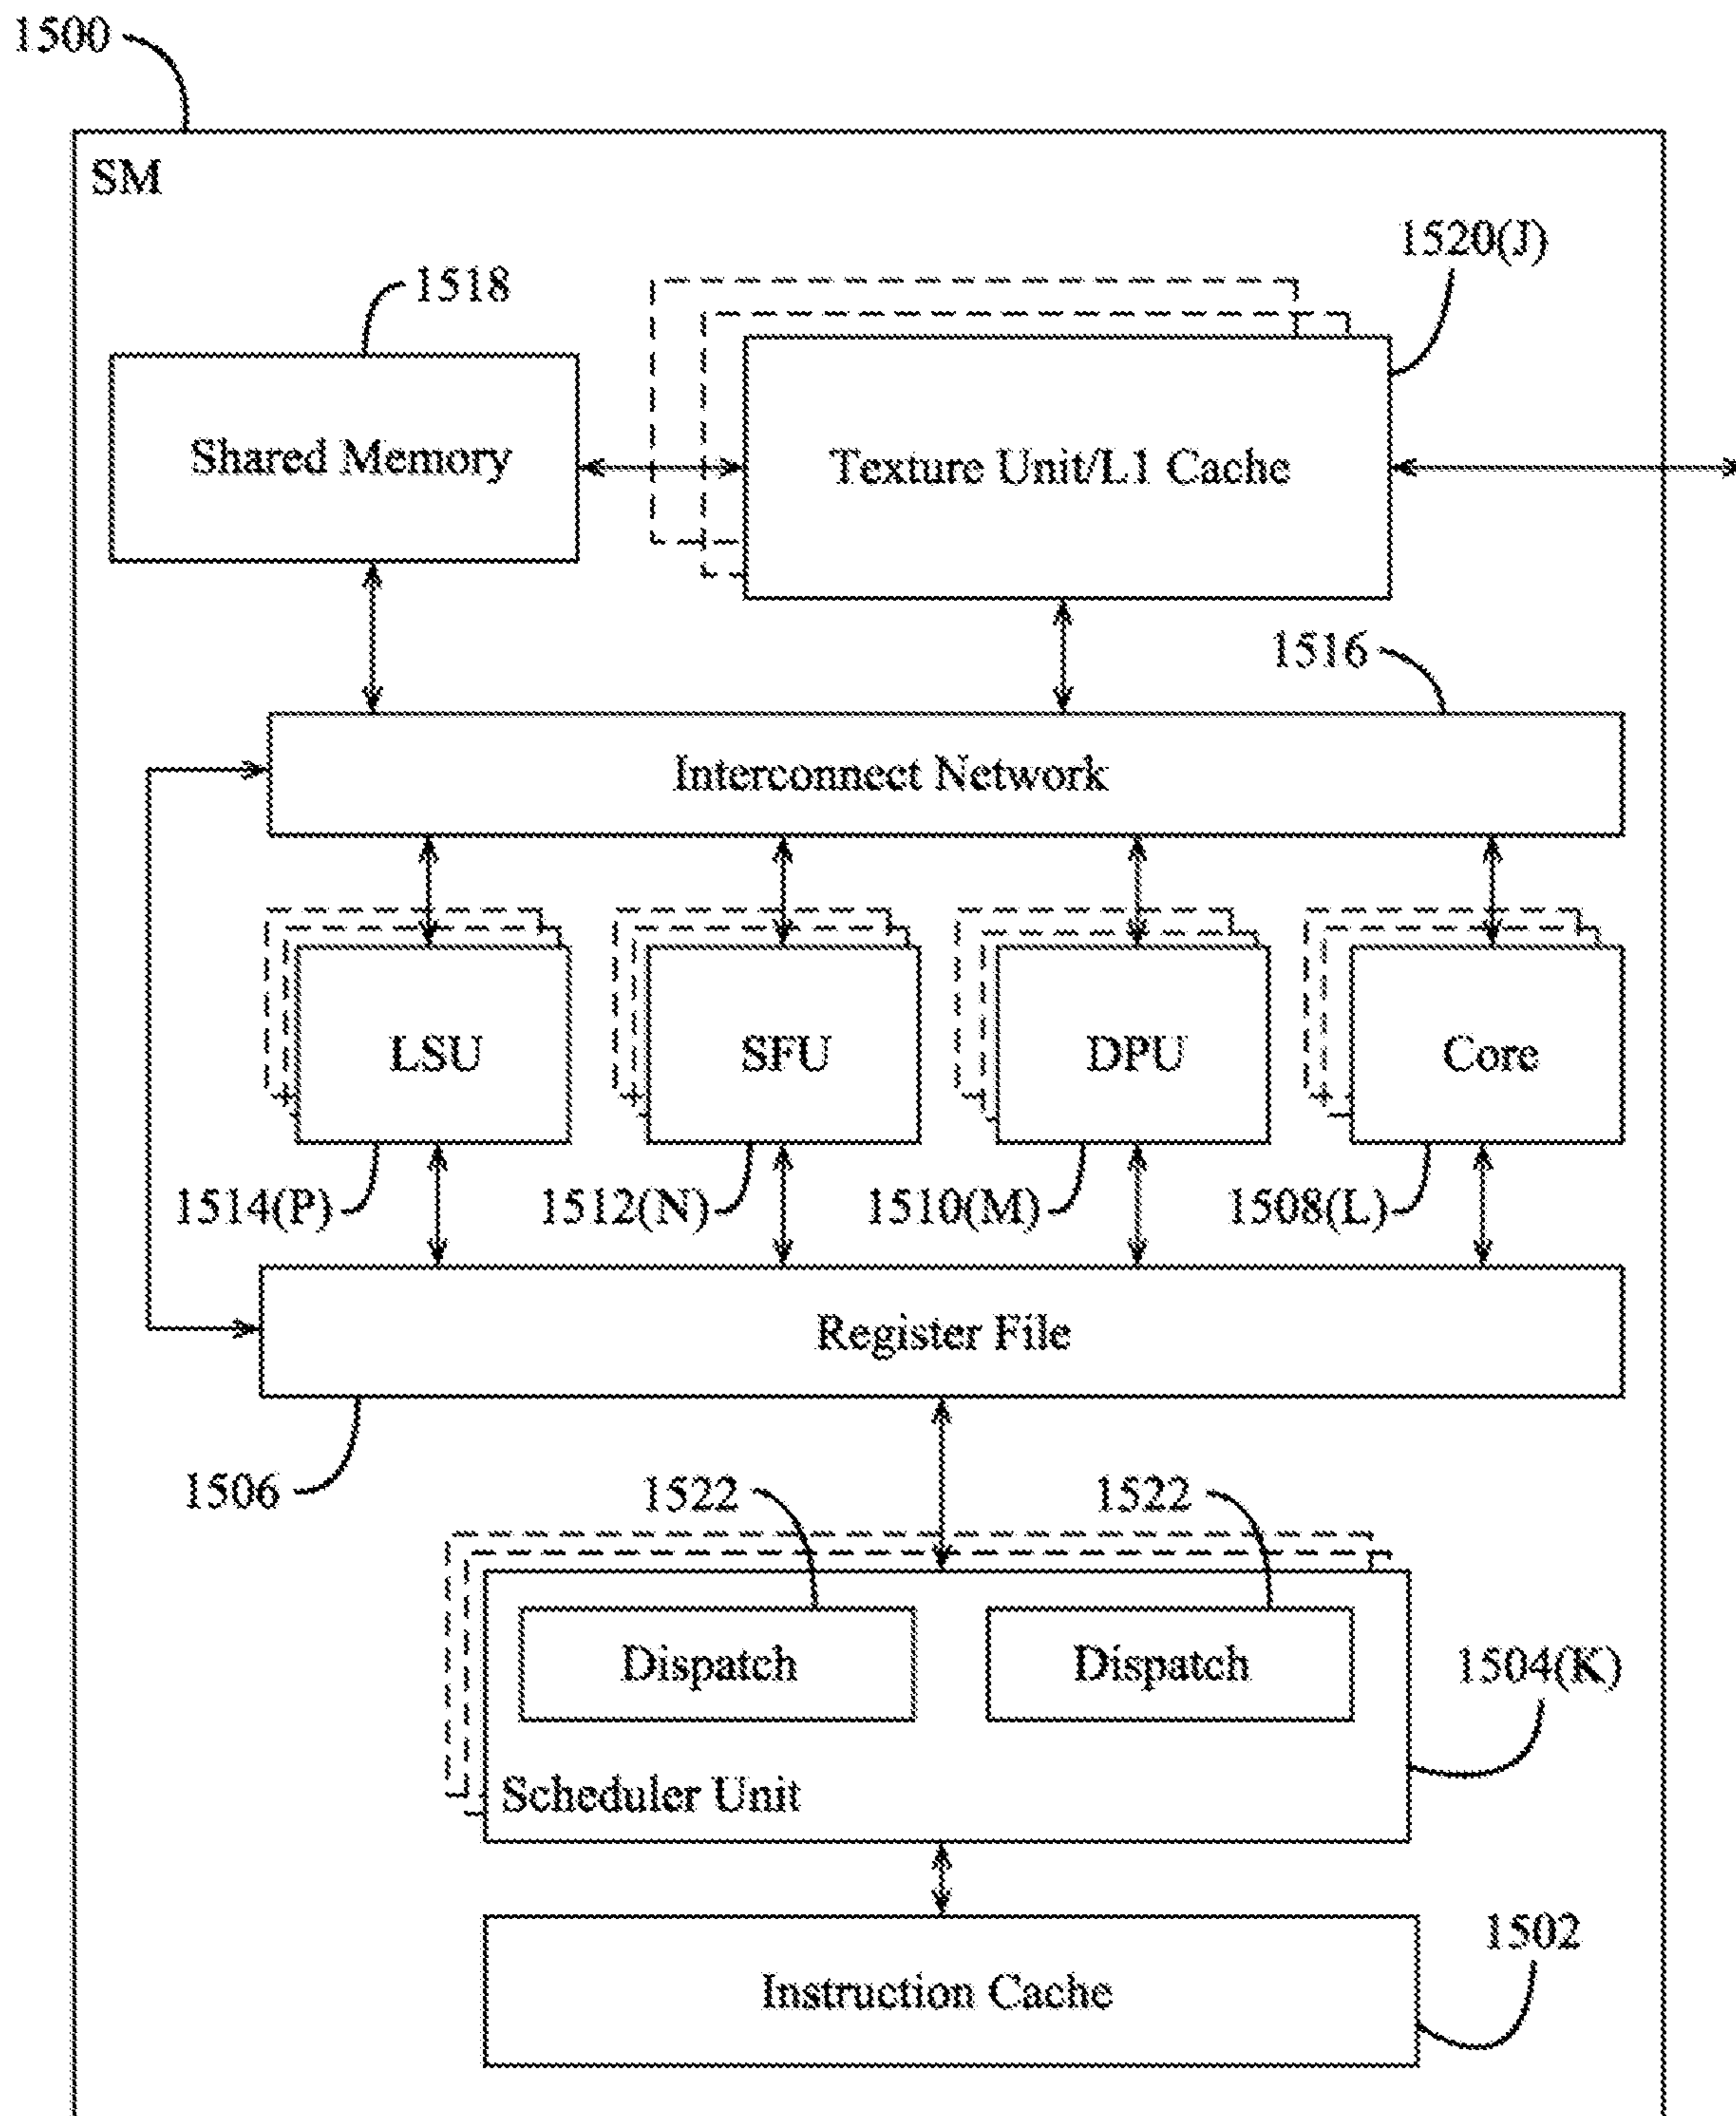 1500
SM
1520(J)
1518
Shared Memory
Texture Unit/L1 Cache
1516
Interconnect Network
LSU
SFU
DPU
Core
1514(P)
1512(N)
1510(M)
1508(L)
Register File
1506
1522
1522
Dispatch
Dispatch
1504(K)
Scheduler Unit
1502
Instruction Cache